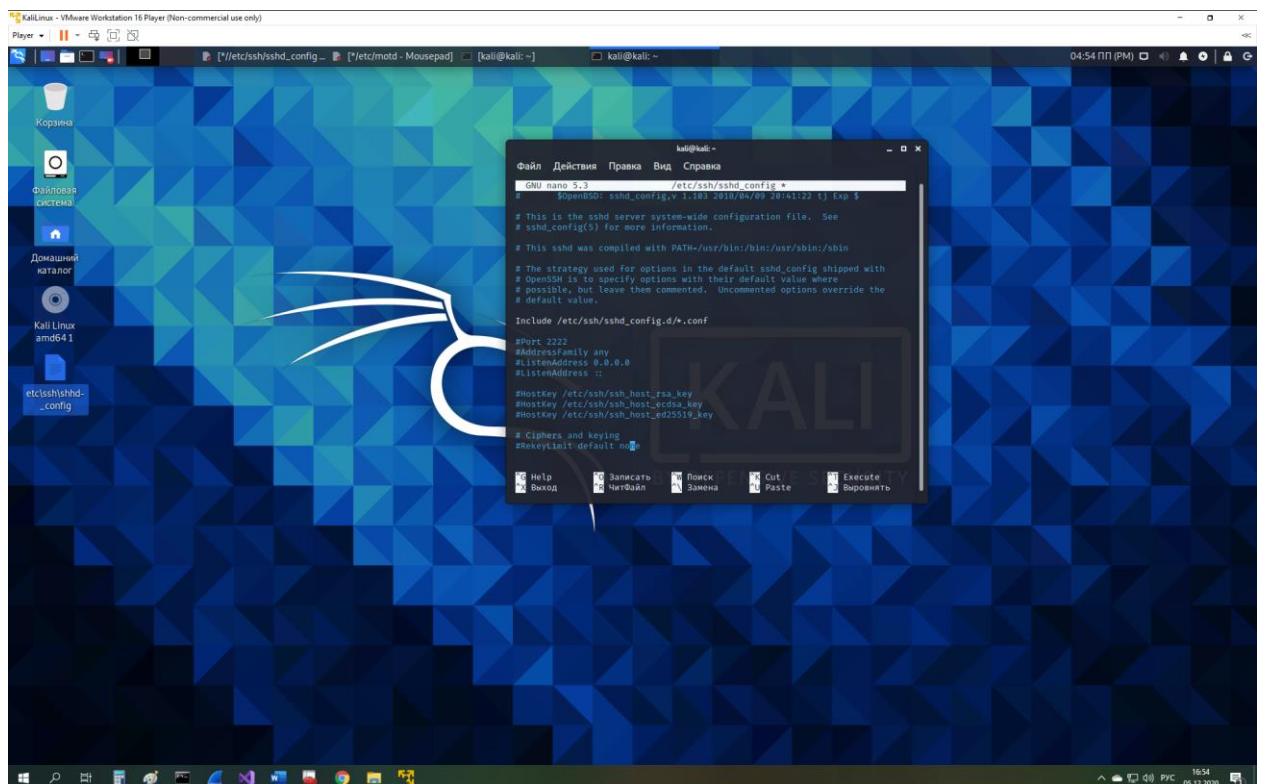 KaliLinux - VMware Workstation 16 Player (Non-commercial use only)
Player
[*//etc/ssh/sshd_config ... [*/etc/motd - Mousepad] [kali@kali: ~] kali@kali: ~ 04:54 ПП (PM)
Корзина
Файловая
система
Домашний
каталог
Kali Linux
amd64 1
etc\ssh\shhd-
_config
kali@kali: ~
Файл Действия Правка Вид Справка
GNU nano 5.3 /etc/ssh/sshd_config *
# $OpenBSD: sshd_config,v 1.103 2018/04/09 20:41:22 tj Exp $
# This is the sshd server system-wide configuration file. See
# sshd_config(5) for more information.
# This sshd was compiled with PATH=/usr/bin:/bin:/usr/sbin:/sbin
# The strategy used for options in the default sshd_config shipped with
# OpenSSH is to specify options with their default value where
# possible, but leave them commented. Uncommented options override the
# default value.
Include /etc/ssh/sshd_config.d/*.conf
#Port 2222
#AddressFamily any
#ListenAddress 0.0.0.0
#ListenAddress ::
#HostKey /etc/ssh/ssh_host_rsa_key
#HostKey /etc/ssh/ssh_host_ecdsa_key
#HostKey /etc/ssh/ssh_host_ed25519_key
# Ciphers and keying
#RekeyLimit default none
^G Help ^O Записать ^W Поиск ^K Cut ^T Execute
^X Выход ^R ЧитФайл ^\ Замена ^U Paste ^J Выровнять
KALI
РУС 16:54
05.12.2020